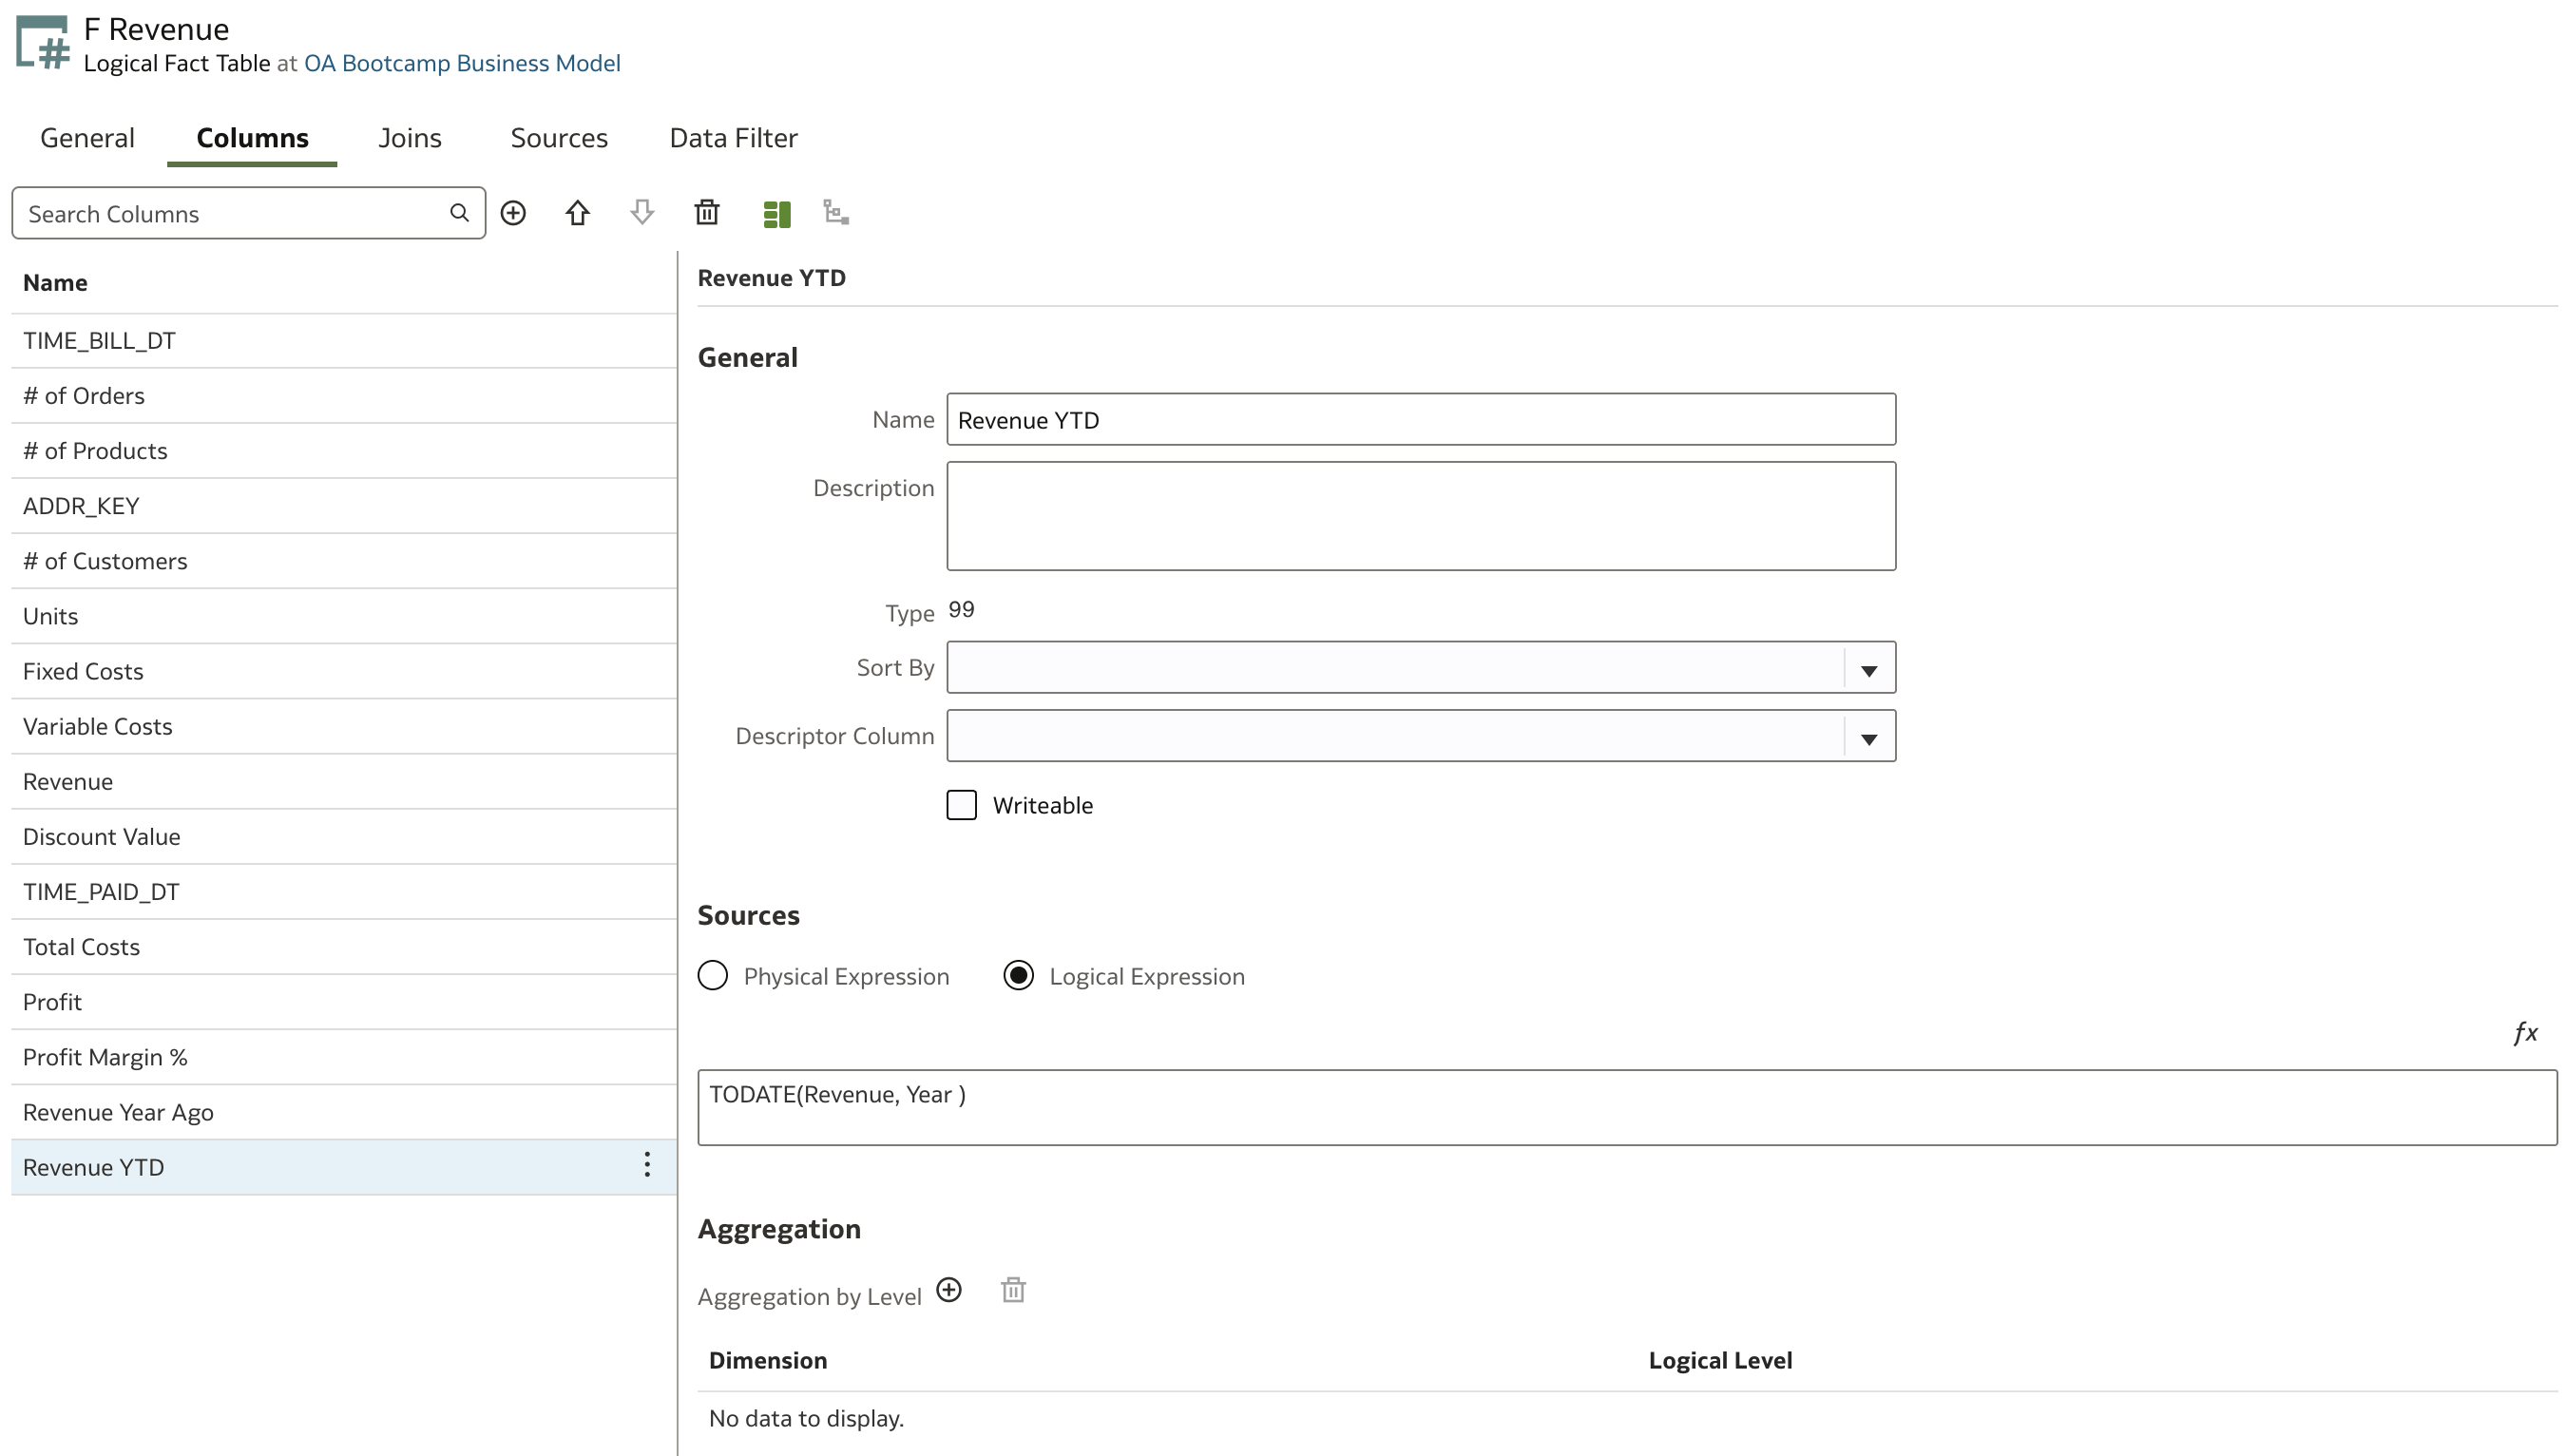 F Revenue
Logical Fact Table at OA Bootcamp Business Model
General Columns Joins Sources Data Filter
Search Columns
Name
TIME_BILL_DT
# of Orders
# of Products
ADDR_KEY
# of Customers
Units
Fixed Costs
Variable Costs
Revenue
Discount Value
TIME_PAID_DT
Total Costs
Profit
Profit Margin %
Revenue Year Ago
Revenue YTD
Revenue YTD
General
Name Revenue YTD
Description
Type 99
Sort By
Descriptor Column
Writeable
Sources
Physical Expression Logical Expression
fx
TODATE(Revenue, Year )
Aggregation
Aggregation by Level
Dimension Logical Level
No data to display.